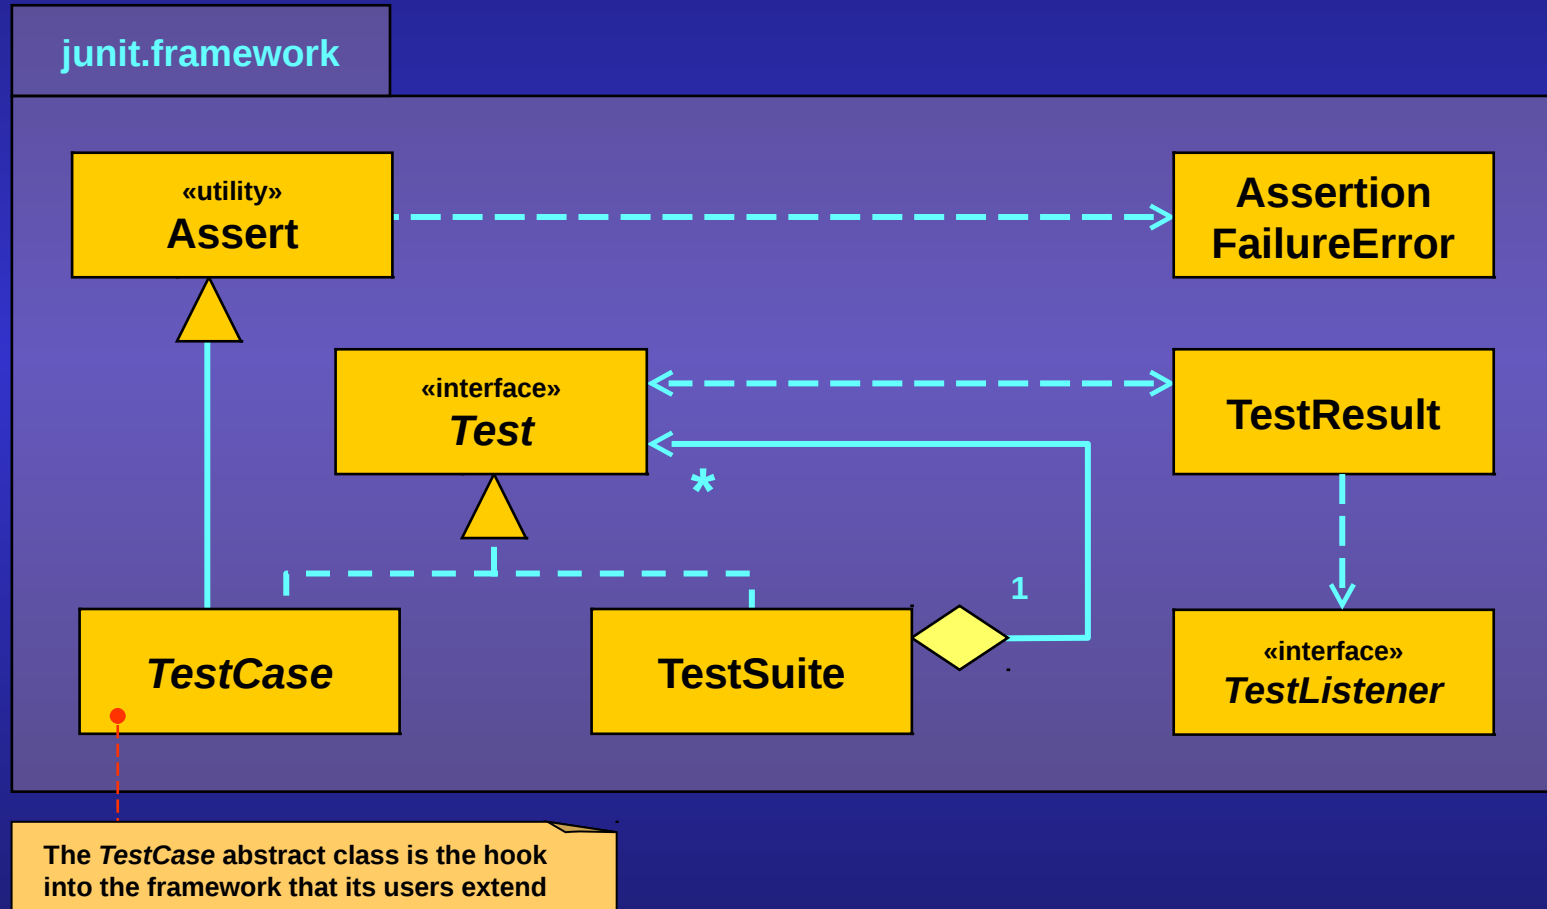 junit.framework
«utility»
Assert
Assertion
FailureError
«interface»
Test
TestResult
*
1
TestCase
TestSuite
«interface»
TestListener
The TestCase abstract class is the hook
into the framework that its users extend